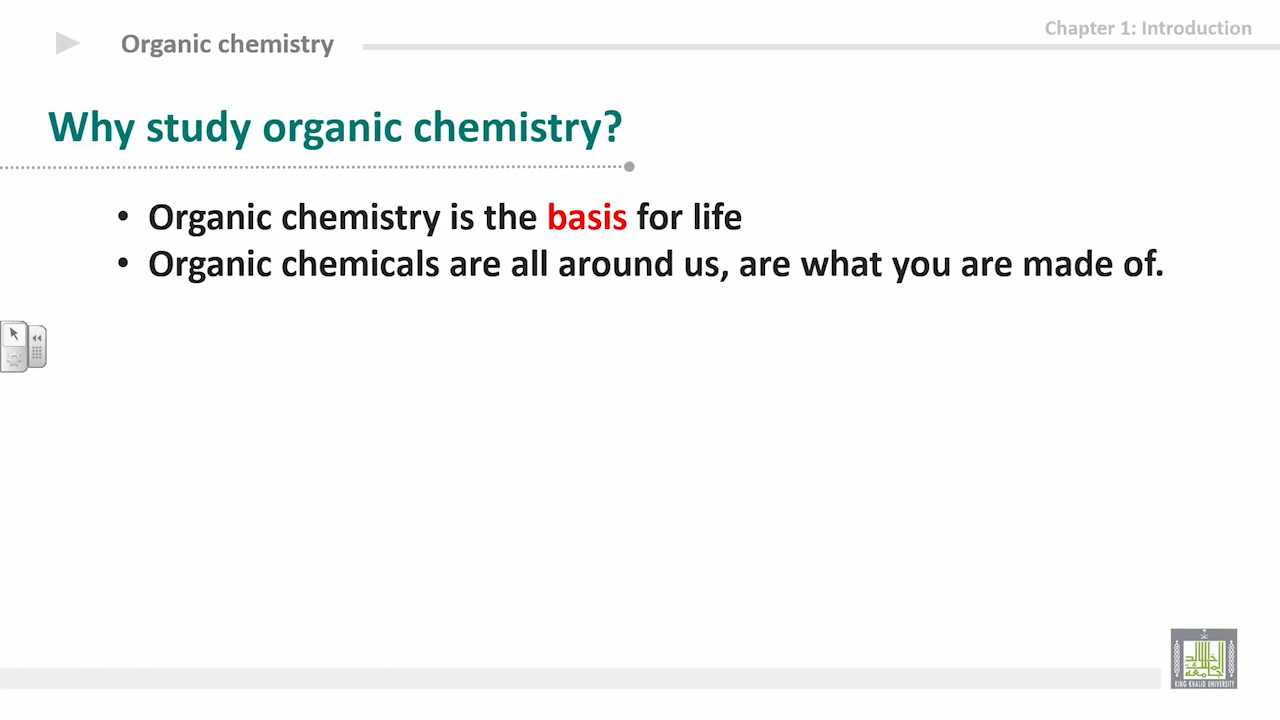 Organic chemistry
Chapter 1: Introduction
Why study organic chemistry?
• Organic chemistry is the basis for life
• Organic chemicals are all around us, are what you are made of.
KING KHALID UNIVERSITY